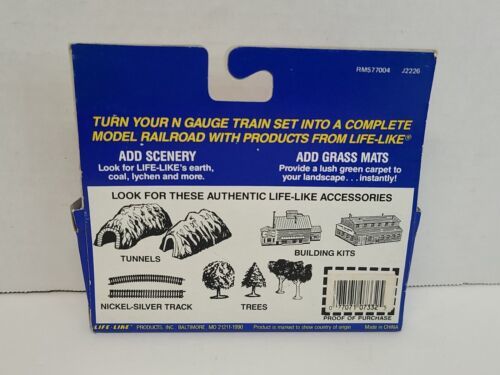 RM577004 J2226
TURN YOUR N GAUGE TRAIN SET INTO A COMPLETE
MODEL RAILROAD WITH PRODUCTS FROM LIFE-LIKE®
ADD SCENERY
Look for LIFE-LIKE's earth,
coal, lychen and more.
ADD GRASS MATS
Provide a lush green carpet to
your landscape. . . instantly!
LOOK FOR THESE AUTHENTIC LIFE-LIKE ACCESSORIES
TUNNELS
BUILDING KITS
NICKEL-SILVER TRACK
TREES
PROOF OF PURCHASE
LIFE-LIKE PRODUCTS, INC. BALTIMORE, MD 21211-1990
Product is marked to show country of origin
Made in CHINA